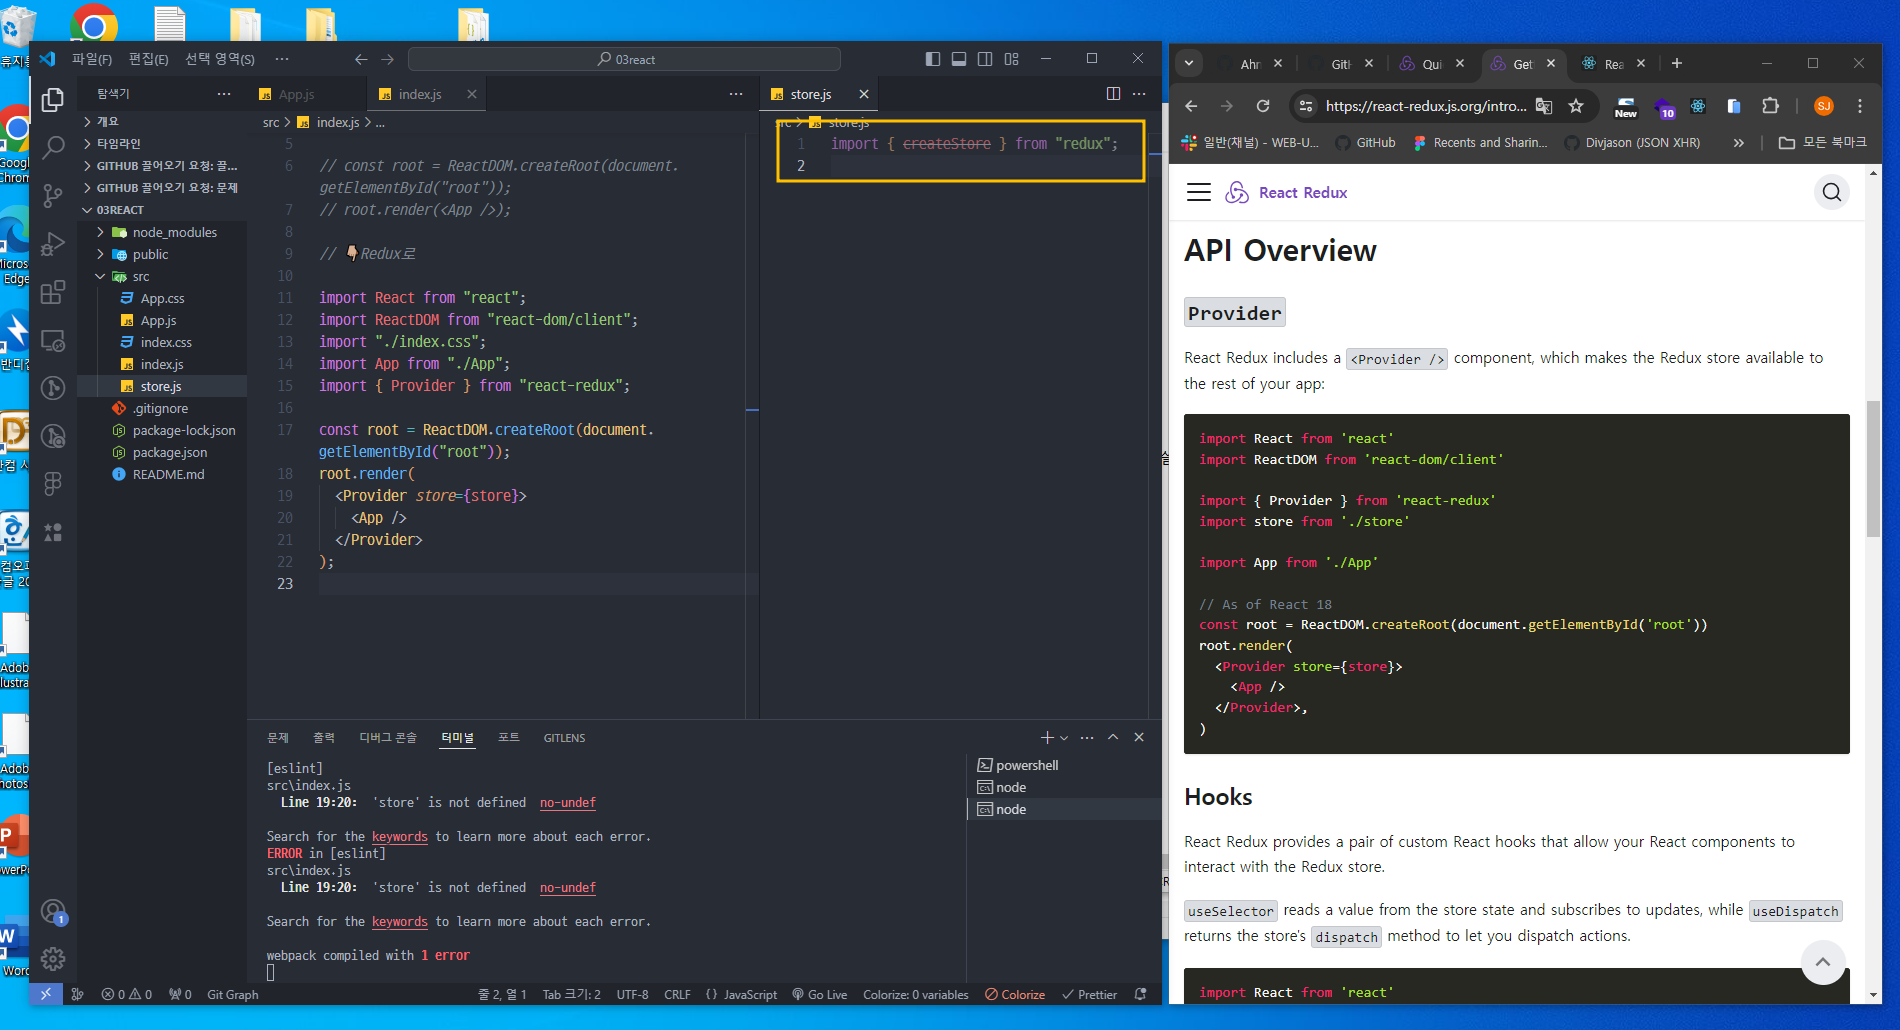 파일(F) 편집(E) 선택 영역(S) ···
03react
탐색기
개요
타임라인
GITHUB 끌어오기 요청: 끌...
GITHUB 끌어오기 요청: 문제
03REACT
node_modules
public
src
App.css
App.js
index.css
index.js
store.js
.gitignore
package-lock.json
package.json
README.md
App.js
index.js
src > index.js > ...
5
6 // const root = ReactDOM.createRoot(document.
getElementById("root"));
7 // root.render(<App />);
8
9 // 👇🏼Redux로
10
11 import React from "react";
12 import ReactDOM from "react-dom/client";
13 import "./index.css";
14 import App from "./App";
15 import { Provider } from "react-redux";
16
17 const root = ReactDOM.createRoot(document.
getElementById("root"));
18 root.render(
19 <Provider store={store}>
20 <App />
21 </Provider>
22 );
23
store.js
src > store.js
1 import { createStore } from "redux";
2
문제 출력 디버그 콘솔 터미널 포트 GITLENS
[eslint]
src\index.js
Line 19:20: 'store' is not defined no-undef
Search for the keywords to learn more about each error.
ERROR in [eslint]
src\index.js
Line 19:20: 'store' is not defined no-undef
Search for the keywords to learn more about each error.
webpack compiled with 1 error
powershell
node
node
1
0 0 0 Git Graph 줄 2, 열 1 Tab 크기: 2 UTF-8 CRLF {} JavaScript Go Live Colorize: 0 variables Colorize Prettier
Ahn
GitH
Qui
Get
Rea
https://react-redux.js.org/intro...
New
10
SJ
일반(채널) - WEB-U... GitHub Recents and Sharin... Divjason (JSON XHR) » 모든 북마크
React Redux
API Overview
Provider
React Redux includes a <Provider /> component, which makes the Redux store available to
the rest of your app:
import React from 'react'
import ReactDOM from 'react-dom/client'
import { Provider } from 'react-redux'
import store from './store'
import App from './App'
// As of React 18
const root = ReactDOM.createRoot(document.getElementById('root'))
root.render(
<Provider store={store}>
<App />
</Provider>,
)
Hooks
React Redux provides a pair of custom React hooks that allow your React components to
interact with the Redux store.
useSelector reads a value from the store state and subscribes to updates, while useDispatch
returns the store's dispatch method to let you dispatch actions.
import React from 'react'